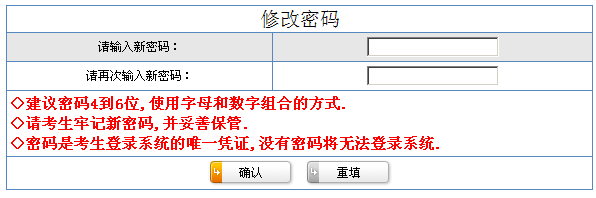 修改密码
请输入新密码：
请再次输入新密码：
◇建议密码4到6位,使用字母和数字组合的方式.
◇请考生牢记新密码,并妥善保管.
◇密码是考生登录系统的唯一凭证,没有密码将无法登录系统.
确认 重填